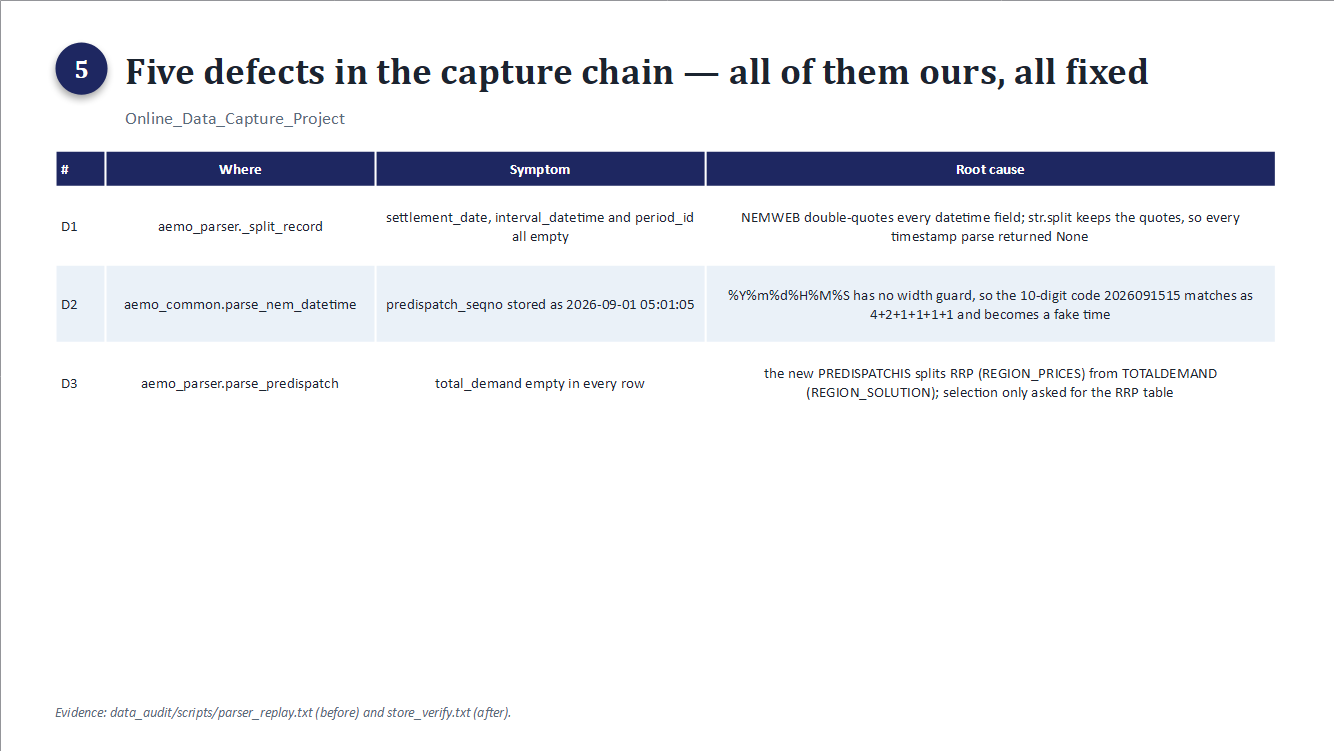 5
Five defects in the capture chain — all of them ours, all fixed
Online_Data_Capture_Project
# Where Symptom Root cause
D1 aemo_parser._split_record settlement_date, interval_datetime and period_id all empty NEMWEB double-quotes every datetime field; str.split keeps the quotes, so every timestamp parse returned None
D2 aemo_common.parse_nem_datetime predispatch_seqno stored as 2026-09-01 05:01:05 %Y%m%d%H%M%S has no width guard, so the 10-digit code 2026091515 matches as 4+2+1+1+1+1 and becomes a fake time
D3 aemo_parser.parse_predispatch total_demand empty in every row the new PREDISPATCHIS splits RRP (REGION_PRICES) from TOTALDEMAND (REGION_SOLUTION); selection only asked for the RRP table
Evidence: data_audit/scripts/parser_replay.txt (before) and store_verify.txt (after).